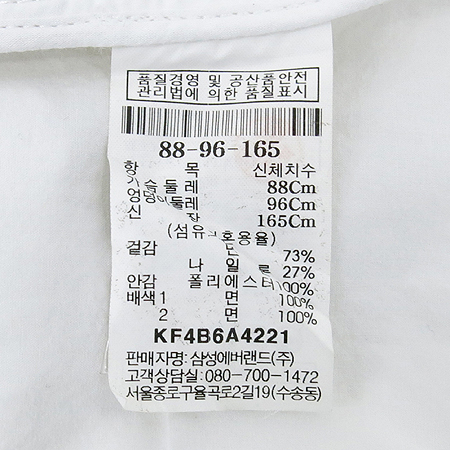 품질경영 및 공산품안전
관리법에 의한 품질표시
88-96-165
항 목 신체치수
가슴둘레 88Cm
엉덩이둘레 96Cm
신 장 165Cm
(섬유의 혼용율)
겉감 면 73%
나 일 론 27%
안감 폴리에스터 100%
배색1 면 100%
2 면 100%
KF4B6A4221
판매자명: 삼성에버랜드(주)
고객상담실: 080-700-1472
서울종로구율곡로2길19(수송동)